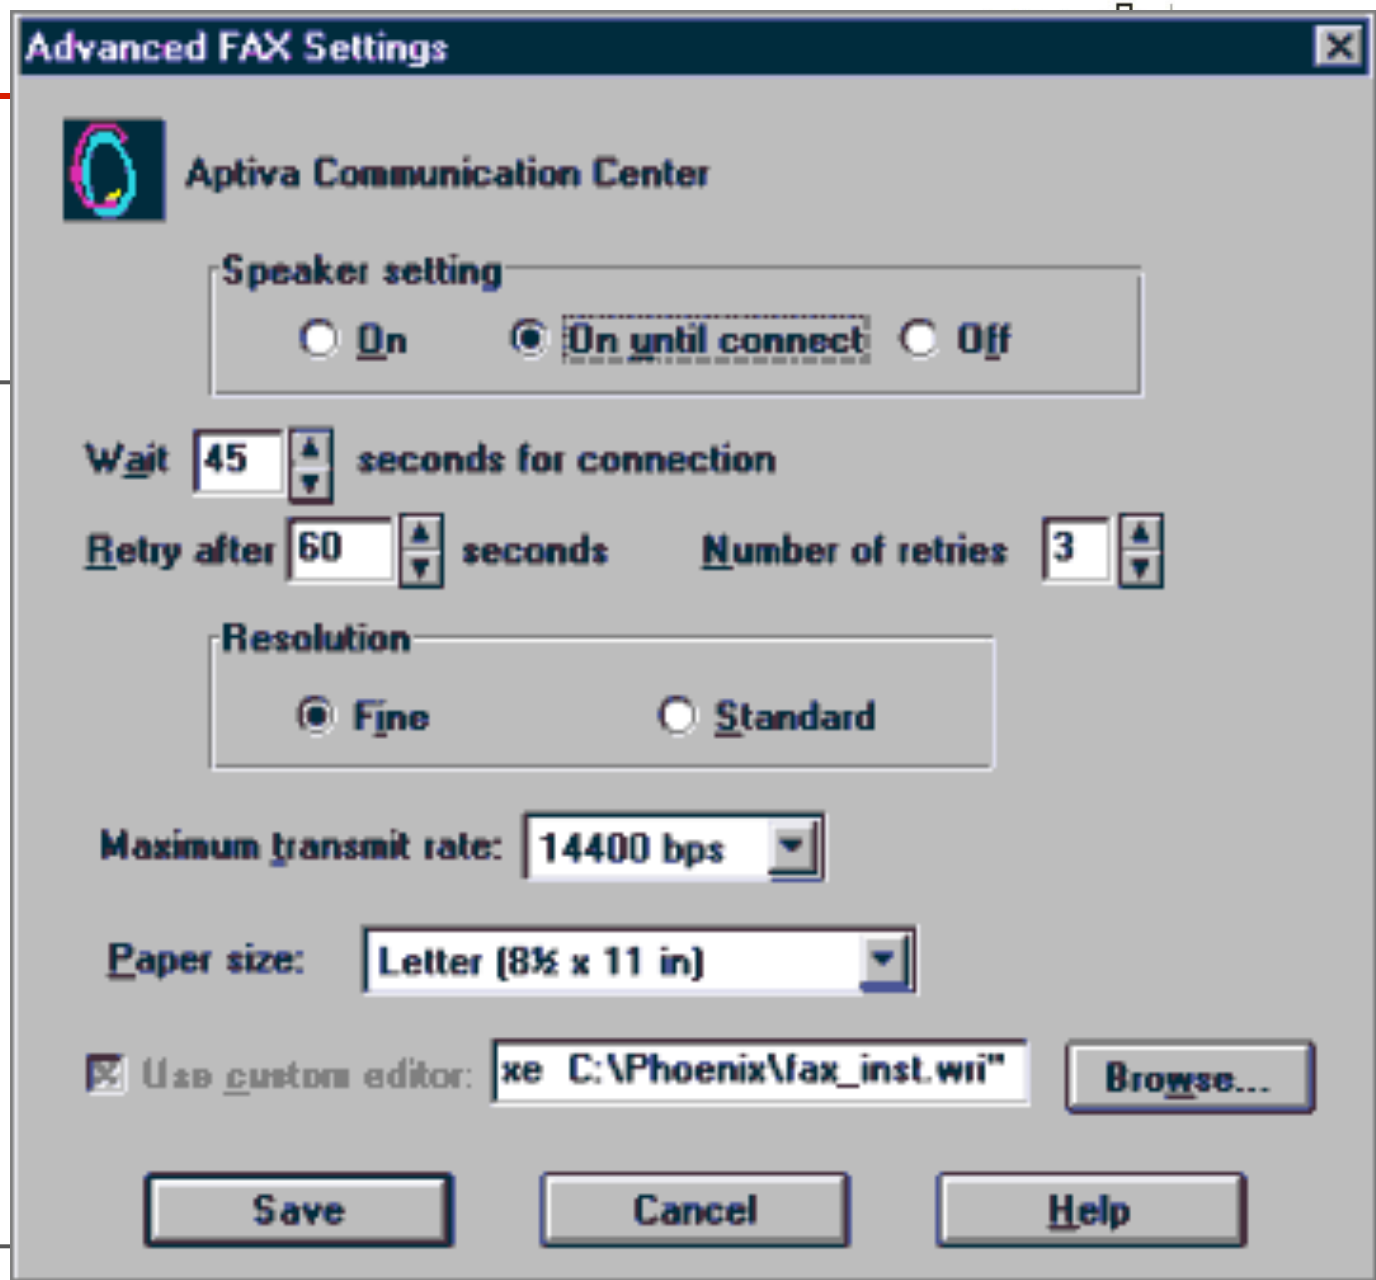 Advanced FAX Settings
Aptiva Communication Center
Speaker setting
On On until connect Off
Wait 45 seconds for connection
Retry after 60 seconds Number of retries 3
Resolution
Fine Standard
Maximum transmit rate: 14400 bps
Paper size: Letter (8½ x 11 in)
Use custom editor: xe C:\Phoenix\fax_inst.wri" Browse...
Save Cancel Help